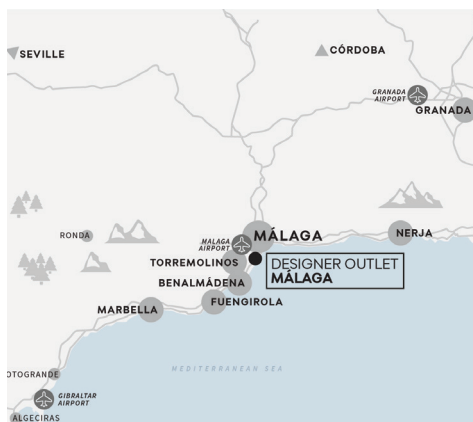 SEVILLE
CÓRDOBA
GRANADA
AIRPORT
GRANADA
RONDA
MALAGA
AIRPORT
MÁLAGA
NERJA
TORREMOLINOS
DESIGNER OUTLET
MÁLAGA
BENALMÁDENA
FUENGIROLA
MARBELLA
MEDITERRANEAN SEA
OTOGRANDE
GIBRALTAR
AIRPORT
ALGECIRAS